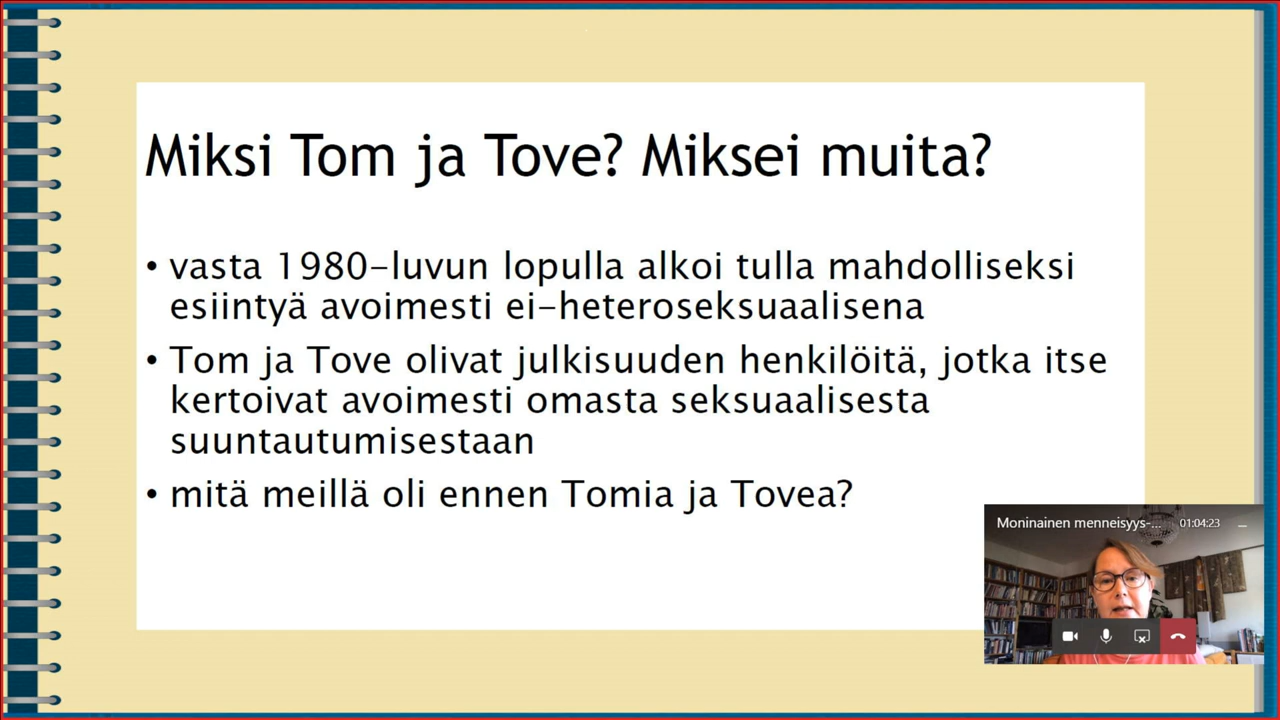 Miksi Tom ja Tove? Miksei muita?
• vasta 1980-luvun lopulla alkoi tulla mahdolliseksi
esiintyä avoimesti ei-heteroseksuaalisena
• Tom ja Tove olivat julkisuuden henkilöitä, jotka itse
kertoivat avoimesti omasta seksuaalisesta
suuntautumisestaan
• mitä meillä oli ennen Tomia ja Tovea?
Moninainen menneisyys-... 01:04:23